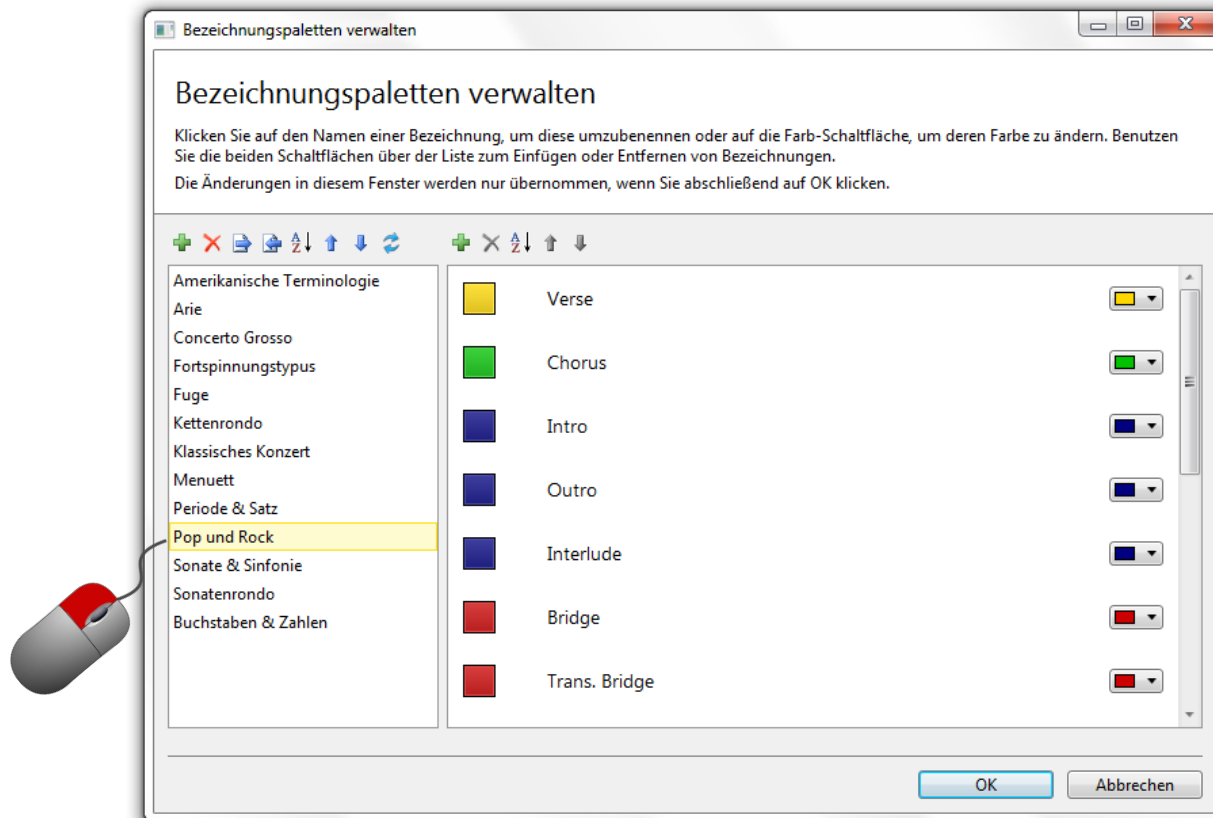 Bezeichnungspaletten verwalten
Bezeichnungspaletten verwalten
Klicken Sie auf den Namen einer Bezeichnung, um diese umzubenennen oder auf die Farb-Schaltfläche, um deren Farbe zu ändern. Benutzen
Sie die beiden Schaltflächen über der Liste zum Einfügen oder Entfernen von Bezeichnungen.
Die Änderungen in diesem Fenster werden nur übernommen, wenn Sie abschließend auf OK klicken.
Amerikanische Terminologie
Arie
Concerto Grosso
Fortspinnungstypus
Fuge
Kettenrondo
Klassisches Konzert
Menuett
Periode & Satz
Pop und Rock
Sonate & Sinfonie
Sonatenrondo
Buchstaben & Zahlen
Verse
Chorus
Intro
Outro
Interlude
Bridge
Trans. Bridge
OK
Abbrechen